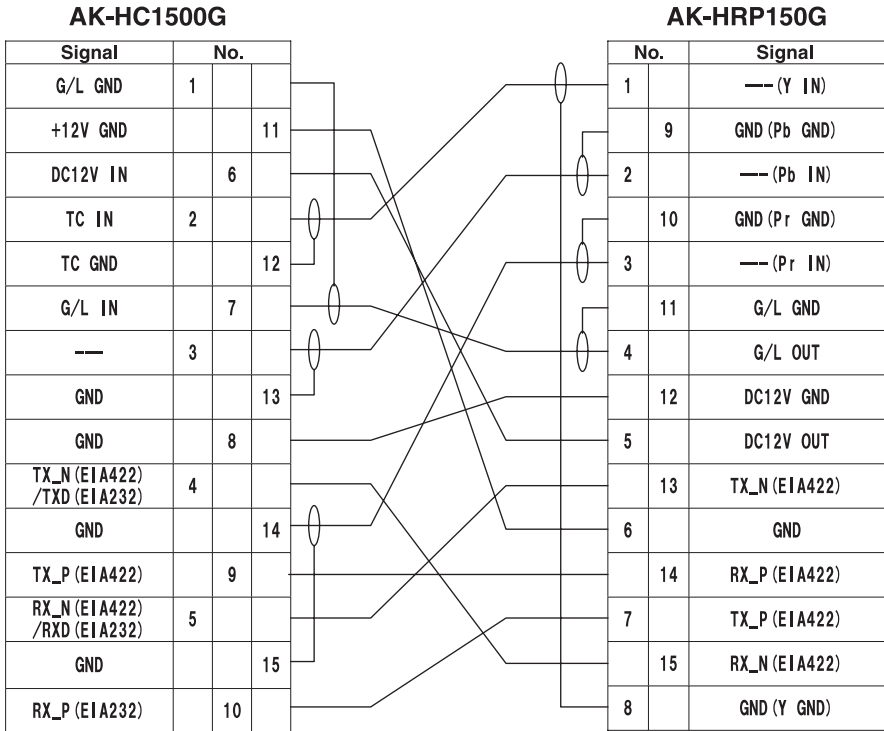 AK-HC1500G
Signal No.
G/L GND 1
+12V GND 11
DC12V IN 6
TC IN 2
TC GND 12
G/L IN 7
--- 3
GND 13
GND 8
TX_N(EIA422)
/TXD(EIA232) 4
GND 14
TX_P(EIA422) 9
RX_N(EIA422)
/RXD(EIA232) 5
GND 15
RX_P(EIA232) 10
AK-HRP150G
No. Signal
1 ---(Y IN)
9 GND(Pb GND)
2 ---(Pb IN)
10 GND(Pr GND)
3 ---(Pr IN)
11 G/L GND
4 G/L OUT
12 DC12V GND
5 DC12V OUT
13 TX_N(EIA422)
6 GND
14 RX_P(EIA422)
7 TX_P(EIA422)
15 RX_N(EIA422)
8 GND(Y GND)